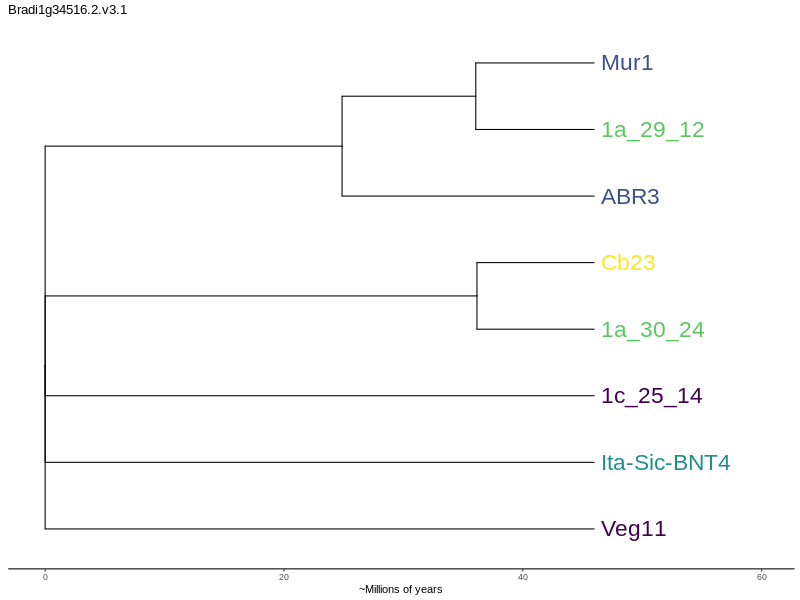 Bradi1g34516.2.v3.1
Mur1
1a_29_12
ABR3
Cb23
1a_30_24
1c_25_14
Ita-Sic-BNT4
Veg11
0 20 40 60
~Millions of years